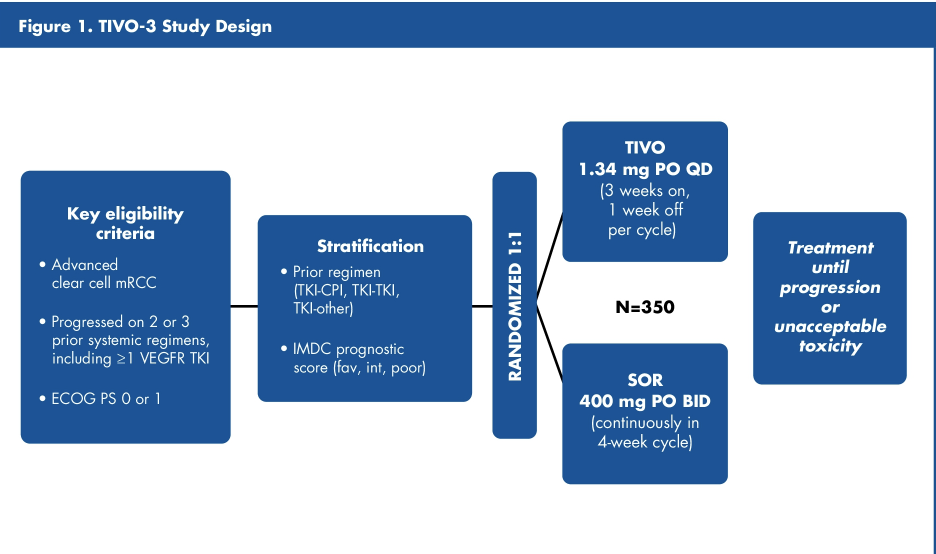 Figure 1. TIVO-3 Study Design
Key eligibility
criteria
• Advanced
clear cell mRCC
• Progressed on 2 or 3
prior systemic regimens,
including ≥1 VEGFR TKI
• ECOG PS 0 or 1
Stratification
• Prior regimen
(TKI-CPI, TKI-TKI,
TKI-other)
• IMDC prognostic
score (fav, int, poor)
RANDOMIZED 1:1
TIVO
1.34 mg PO QD
(3 weeks on,
1 week off
per cycle)
N=350
SOR
400 mg PO BID
(continuously in
4-week cycle)
Treatment
until
progression
or
unacceptable
toxicity